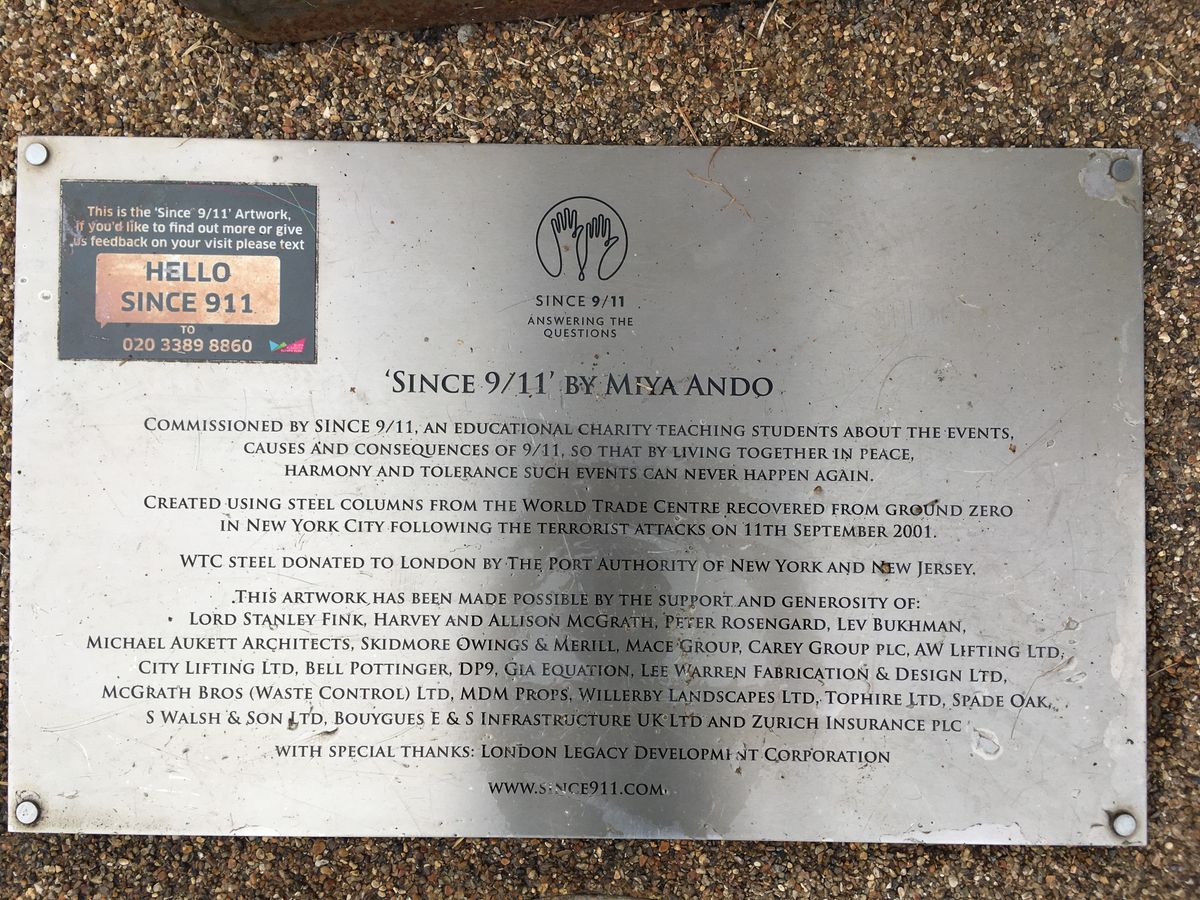 This is the 'Since 9/11' Artwork,
if you'd like to find out more or give
us feedback on your visit please text
HELLO
SINCE 911
TO
020 3389 8860
SINCE 9/11
ANSWERING THE
QUESTIONS
'SINCE 9/11' BY MIYA ANDO
COMMISSIONED BY SINCE 9/11, AN EDUCATIONAL CHARITY TEACHING STUDENTS ABOUT THE EVENTS,
CAUSES AND CONSEQUENCES OF 9/11, SO THAT BY LIVING TOGETHER IN PEACE,
HARMONY AND TOLERANCE SUCH EVENTS CAN NEVER HAPPEN AGAIN.
CREATED USING STEEL COLUMNS FROM THE WORLD TRADE CENTRE RECOVERED FROM GROUND ZERO
IN NEW YORK CITY FOLLOWING THE TERRORIST ATTACKS ON 11TH SEPTEMBER 2001.
WTC STEEL DONATED TO LONDON BY THE PORT AUTHORITY OF NEW YORK AND NEW JERSEY.
THIS ARTWORK HAS BEEN MADE POSSIBLE BY THE SUPPORT AND GENEROSITY OF:
LORD STANLEY FINK, HARVEY AND ALLISON MCGRATH, PETER ROSENGARD, LEV BUKHMAN,
MICHAEL AUKETT ARCHITECTS, SKIDMORE OWINGS & MERILL, MACE GROUP, CAREY GROUP PLC, AW LIFTING LTD,
CITY LIFTING LTD, BELL POTTINGER, DP9, GIA EQUATION, LEE WARREN FABRICATION & DESIGN LTD,
MCGRATH BROS (WASTE CONTROL) LTD, MDM PROPS, WILLERBY LANDSCAPES LTD, TOPHIRE LTD, SPADE OAK,
S WALSH & SON LTD, BOUYGUES E & S INFRASTRUCTURE UK LTD AND ZURICH INSURANCE PLC
WITH SPECIAL THANKS: LONDON LEGACY DEVELOPMENT CORPORATION
WWW.SINCE911.COM